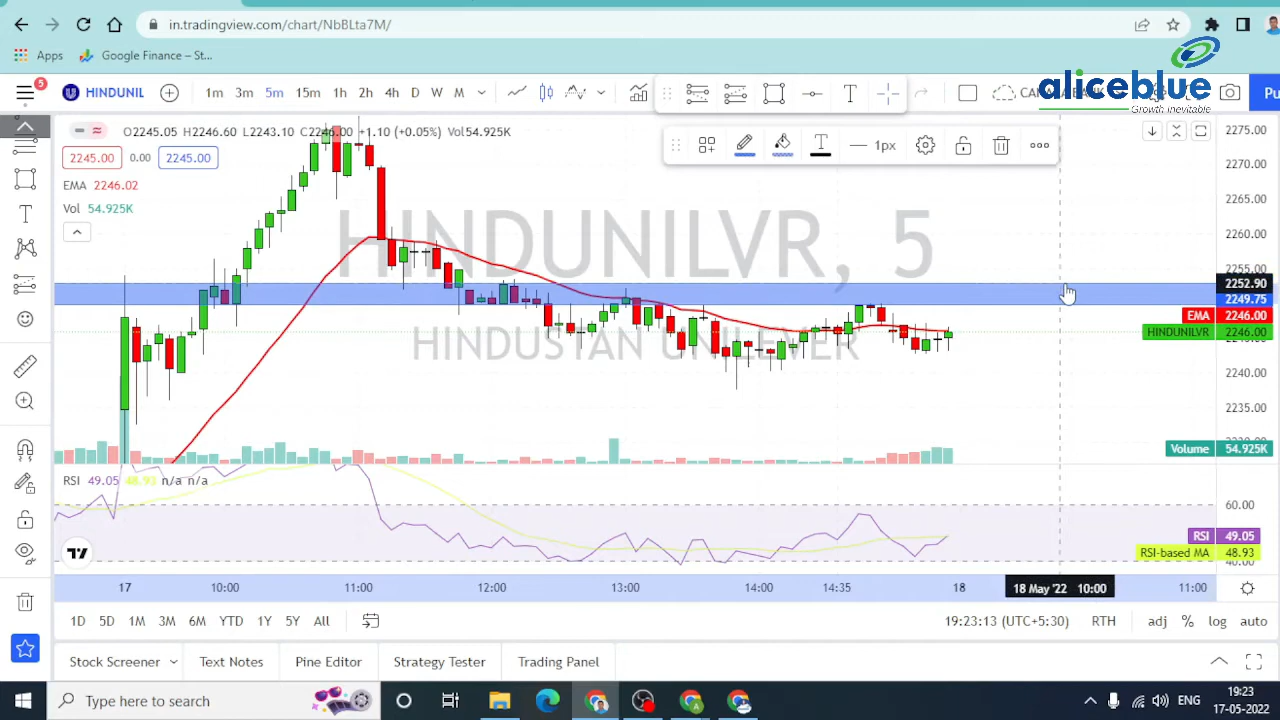 in.tradingview.com/chart/NbBLta7M/
Apps
Google Finance – St...
5
HINDUNIL
1m 3m 5m 15m 1h 2h 4h D W M
T
aliceblue
Growth inevitable
Pu
O2245.05 H2246.60 L2243.10 C2246.00 +1.10 (+0.05%) Vol54.925K
2245.00 0.00 2245.00
EMA 2246.02
Vol 54.925K
T 1px
HINDUNILVR, 5
HINDUSTAN UNILEVER
2275.00
2270.00
2265.00
2260.00
2255.00
2252.90
2249.75
EMA 2246.00
HINDUNILVR 2246.00
2240.00
2235.00
Volume 54.925K
RSI 49.05 48.93 n/a n/a
60.00
RSI 49.05
RSI-based MA 48.93
40.00
17 10:00 11:00 12:00 13:00 14:00 14:35 18 18 May '22 10:00 11:00
1D 5D 1M 3M 6M YTD 1Y 5Y All
19:23:13 (UTC+5:30) RTH adj % log auto
Stock Screener Text Notes Pine Editor Strategy Tester Trading Panel
Type here to search
ENG
19:23
17-05-2022